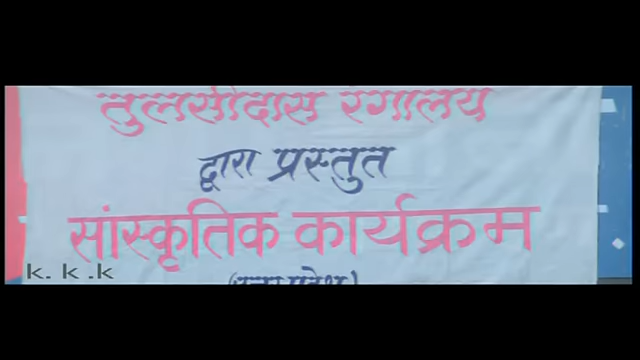 तुलसीदास रंगालय
द्वारा प्रस्तुत
सांस्कृतिक कार्यक्रम
k. k .k